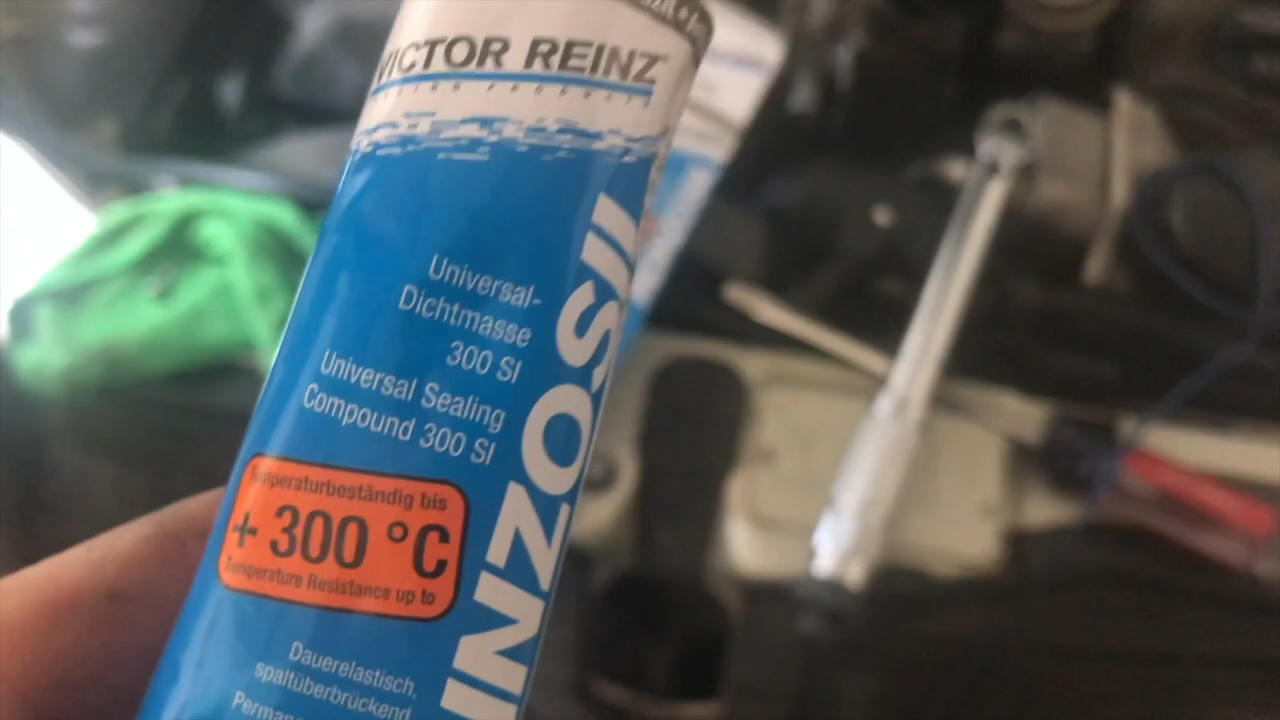 VICTOR REINZ
Universal-
Dichtmasse
300 SI
Universal Sealing
Compound 300 SI
Temperaturbeständig bis
+ 300 °C
Temperature Resistance up to
Dauerelastisch,
spaltüberbrückend